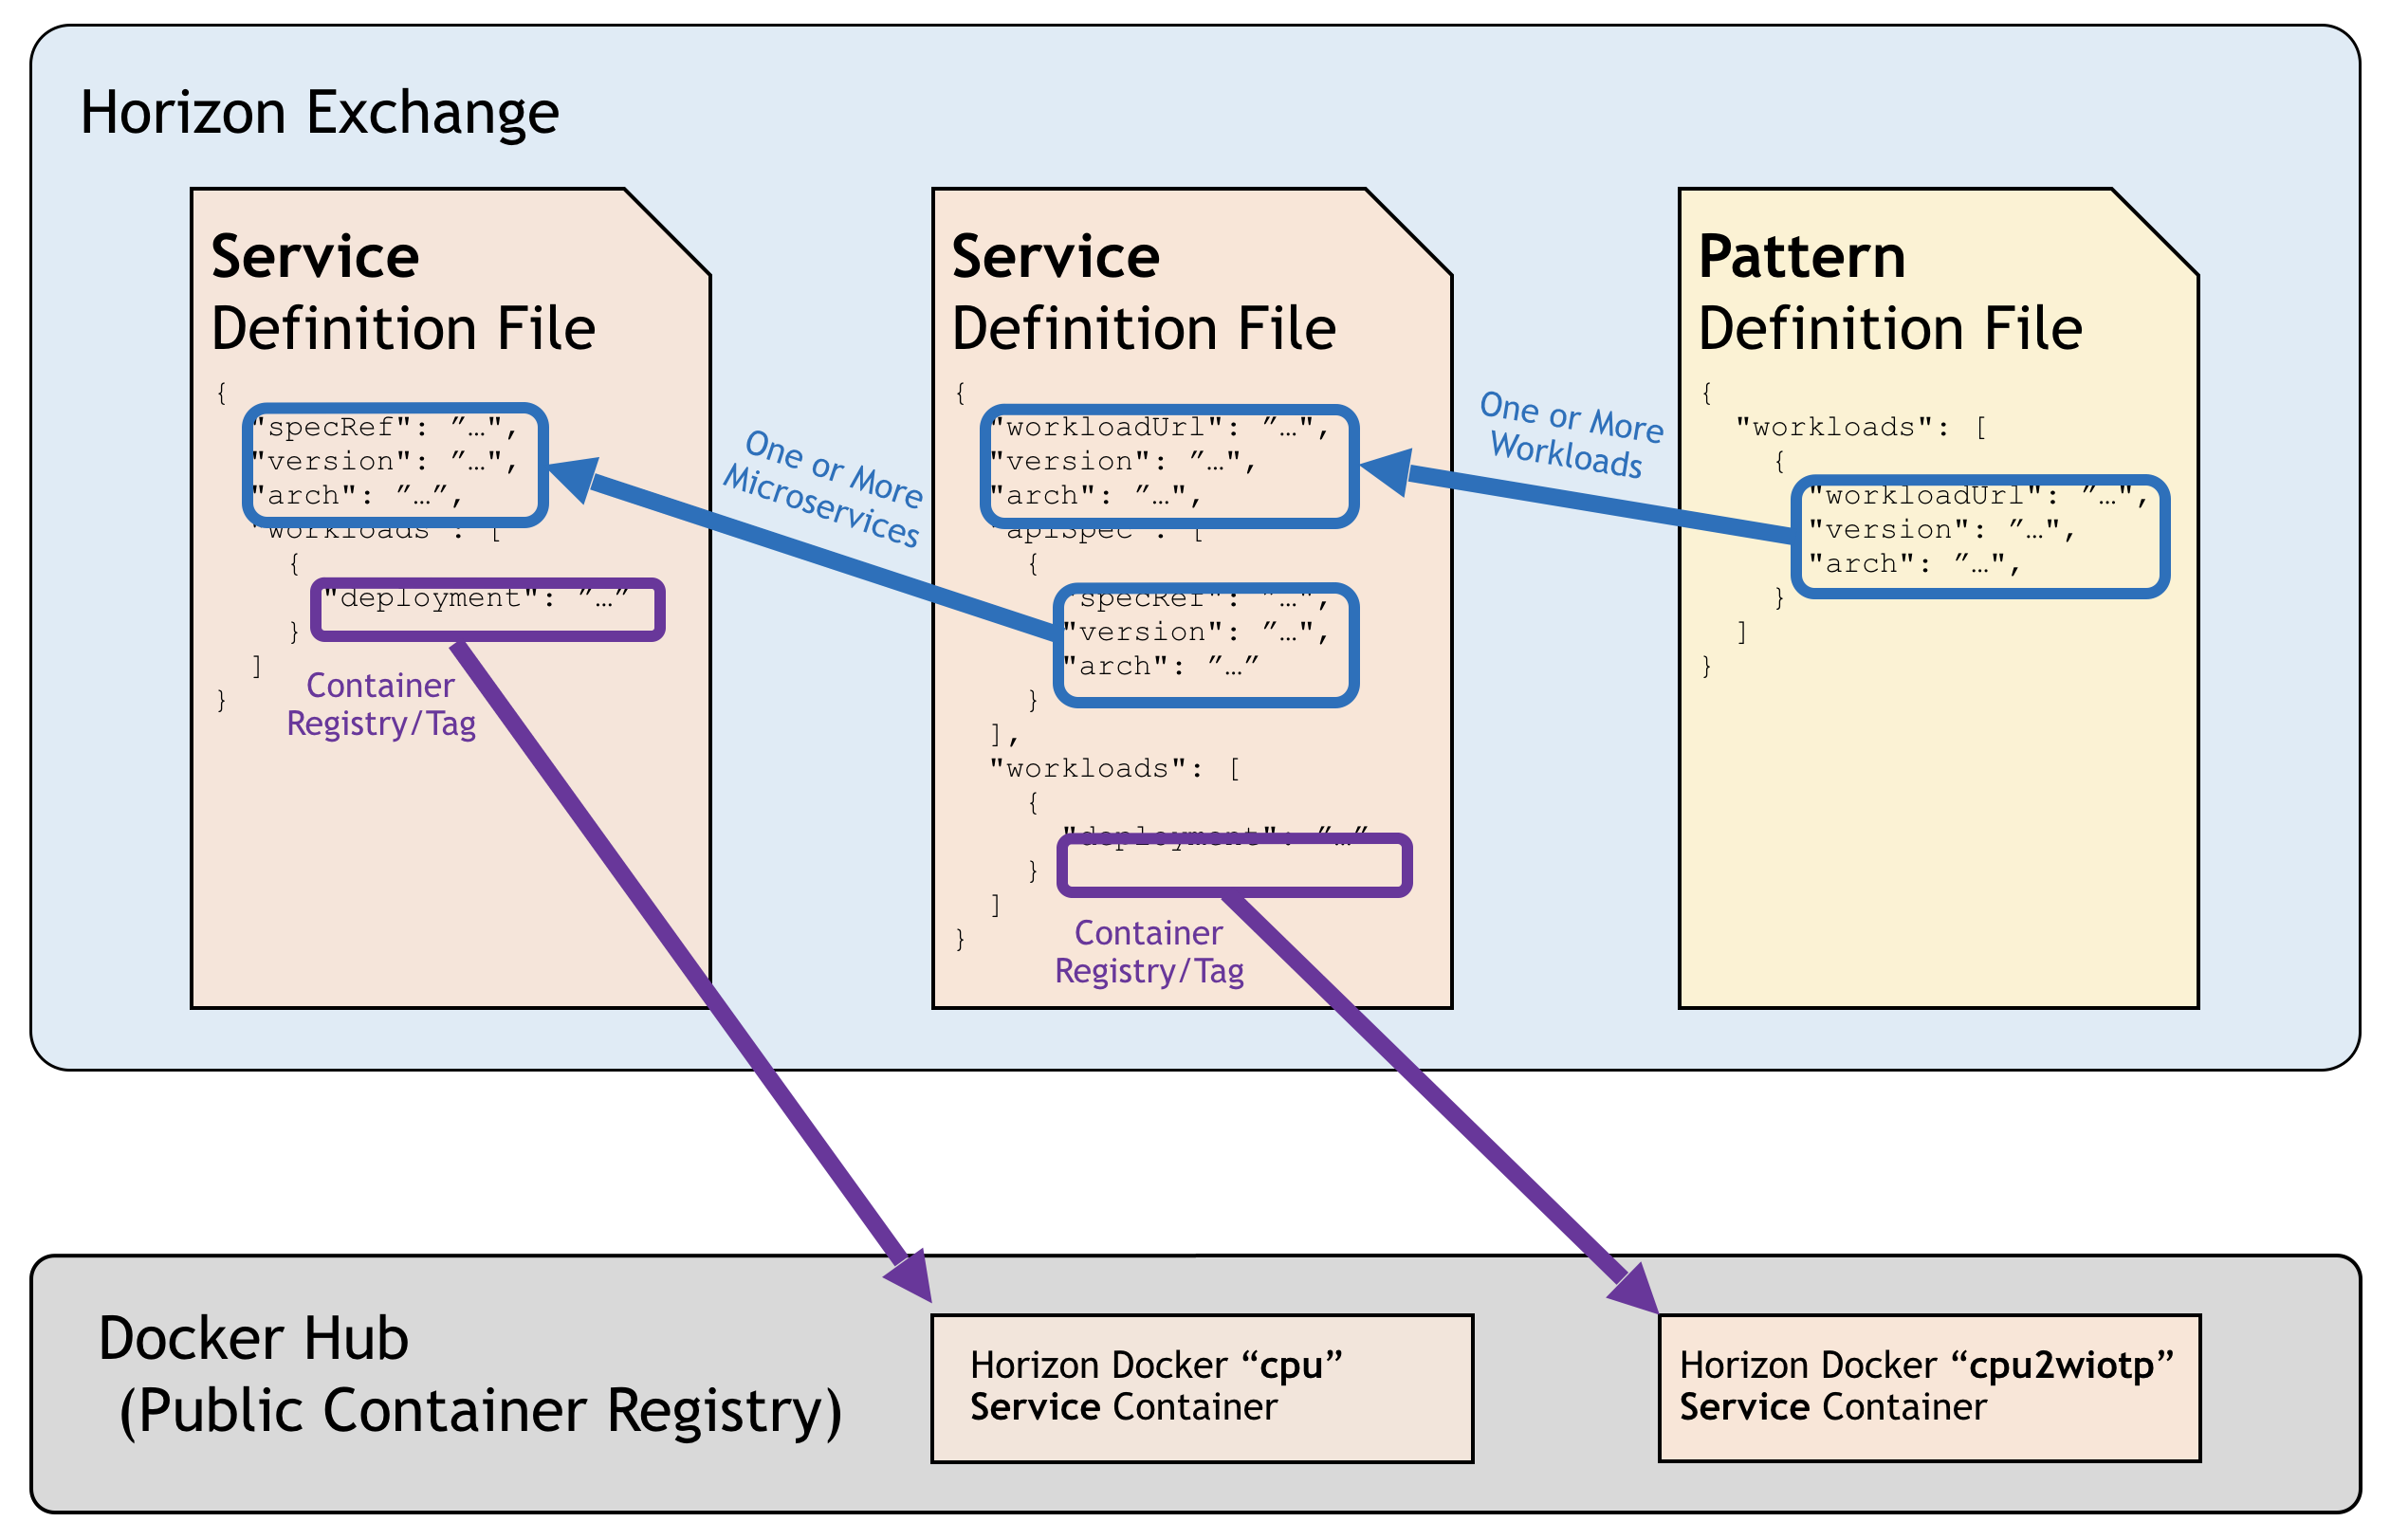 Horizon Exchange
Service
Definition File
{
"specRef": ″…",
"version": ″…",
"arch": ″…″,
"workloads": [
{
"deployment": ″…″
}
]
}
Container
Registry/Tag
One or More
Microservices
Service
Definition File
{
"workloadUrl": ″…",
"version": ″…",
"arch": ″…",
"apiSpec": [
{
"specRef": ″…",
"version": ″…",
"arch": ″…″
}
],
"workloads": [
{
"deployment": ″…″
}
]
}
Container
Registry/Tag
One or More
Workloads
Pattern
Definition File
{
"workloads": [
{
"workloadUrl": ″…",
"version": ″…",
"arch": ″…",
}
]
}
Docker Hub
(Public Container Registry)
Horizon Docker “cpu”
Service Container
Horizon Docker “cpu2wiotp”
Service Container